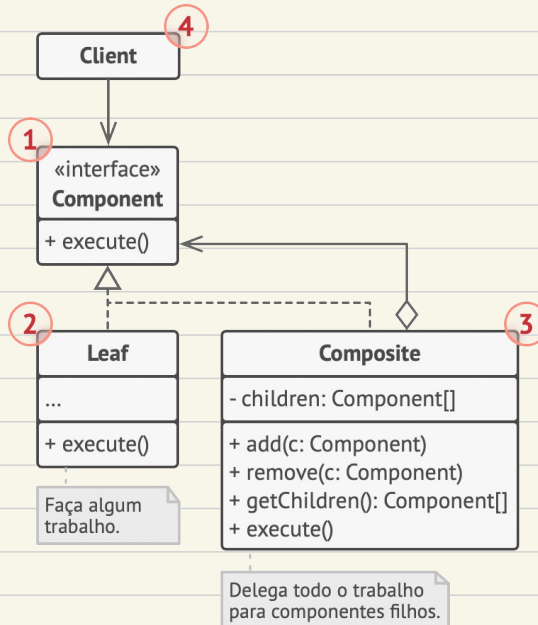 4
Client
1
«interface»
Component
+ execute()
2
Leaf
...
+ execute()
Faça algum
trabalho.
3
Composite
- children: Component[]
+ add(c: Component)
+ remove(c: Component)
+ getChildren(): Component[]
+ execute()
Delega todo o trabalho
para componentes filhos.